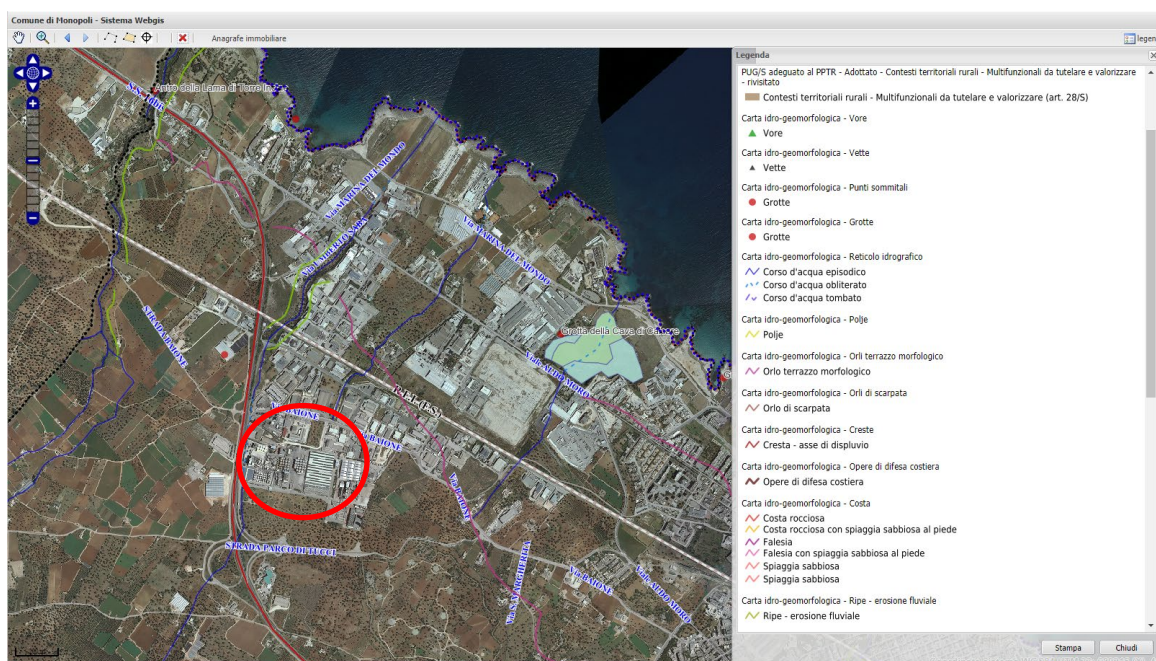 Comune di Monopoli - Sistema Webgis
Anagrafe immobiliare
legen
Legenda
PUG/S adeguato al PPTR - Adottato - Contesti territoriali rurali - Multifunzionali da tutelare e valorizzare
- rivisitato
Contesti territoriali rurali - Multifunzionali da tutelare e valorizzare (art. 28/S)
Carta idro-geomorfologica - Vore
Vore
Carta idro-geomorfologica - Vette
Vette
Carta idro-geomorfologica - Punti sommitali
Grotte
Carta idro-geomorfologica - Grotte
Grotte
Carta idro-geomorfologica - Reticolo idrografico
Corso d'acqua episodico
Corso d'acqua obliterato
Corso d'acqua tombato
Carta idro-geomorfologica - Polje
Polje
Carta idro-geomorfologica - Orli terrazzo morfologico
Orlo terrazzo morfologico
Carta idro-geomorfologica - Orli di scarpata
Orlo di scarpata
Carta idro-geomorfologica - Creste
Cresta - asse di displuvio
Carta idro-geomorfologica - Opere di difesa costiera
Opere di difesa costiera
Carta idro-geomorfologica - Costa
Costa rocciosa
Costa rocciosa con spiaggia sabbiosa al piede
Falesia
Falesia con spiaggia sabbiosa al piede
Spiaggia sabbiosa
Spiaggia sabbiosa
Carta idro-geomorfologica - Ripe - erosione fluviale
Ripe - erosione fluviale
Stampa
Chiudi
Antro della Lama di Torre
Via MARINA DEL MONDO
Via MARINA DEL MONDO
Grotta della Cava di
STRADA BAIONE
Viale ALDO MORO
BAIONE
BAIONE
Via BAIONE
STRADA PARCO DI TUCCI
Via S. MARGHERITA
Via BAIONE
Viale ALDO MORO